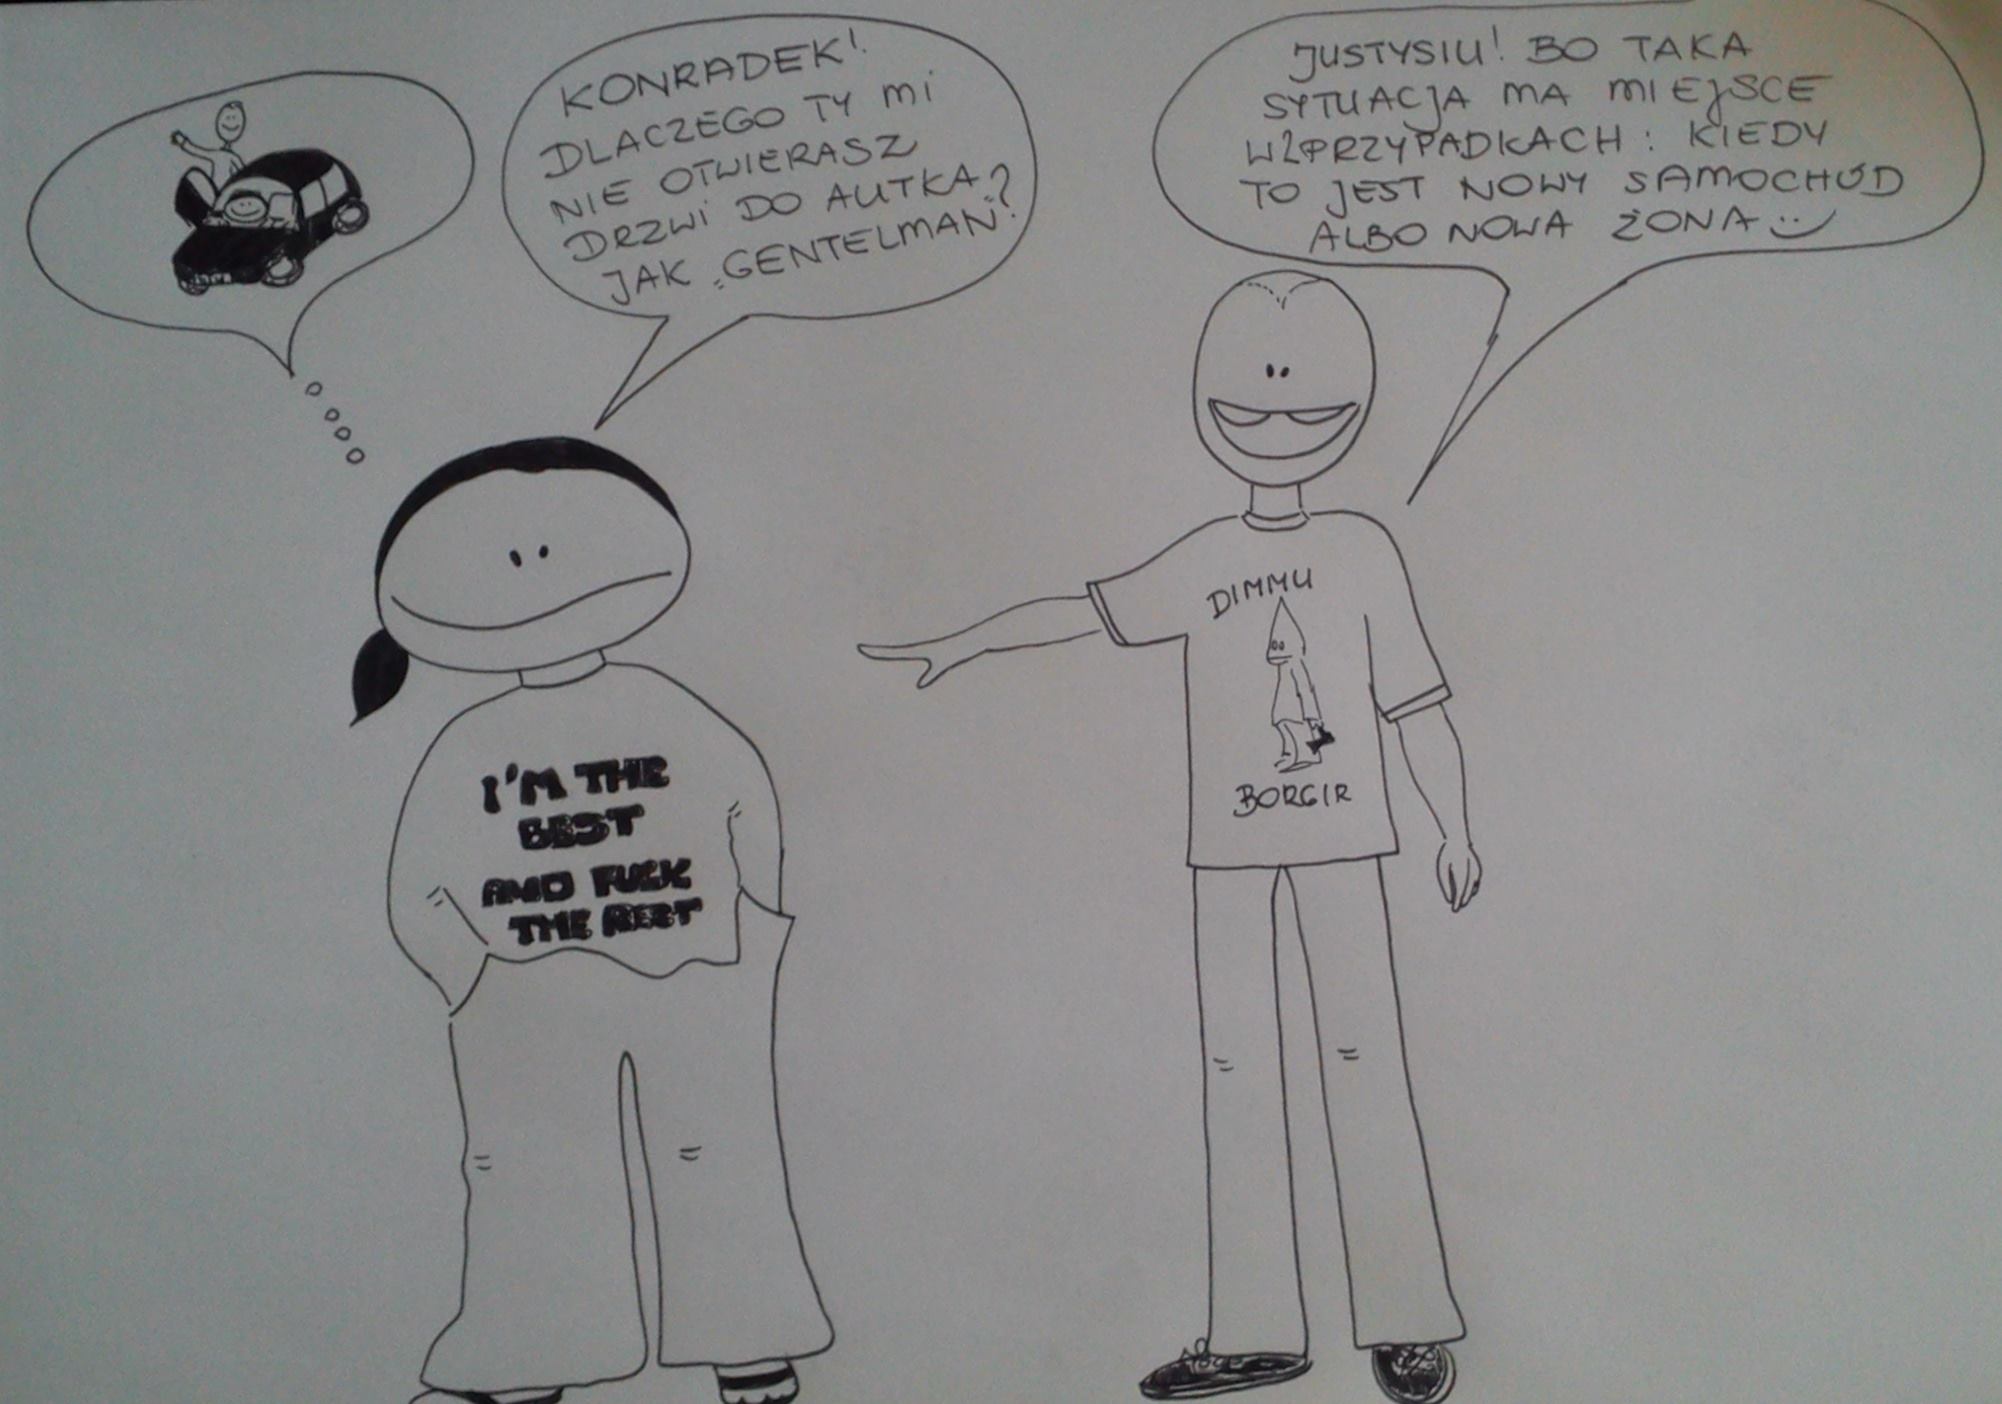 KONRADEK!
DLACZEGO TY MI
NIE OTWIERASZ
DRZWI DO AUTKA?
JAK „GENTELMAN"?
JUSTYSIU! BO TAKA
SYTUACJA MA MIEJSCE
W 2 PRZYPADKACH: KIEDY
TO JEST NOWY SAMOCHÓD
ALBO NOWA ŻONA :)
I'M THE
BEST
AND FUCK
THE REST
DIMMU
BORGIR